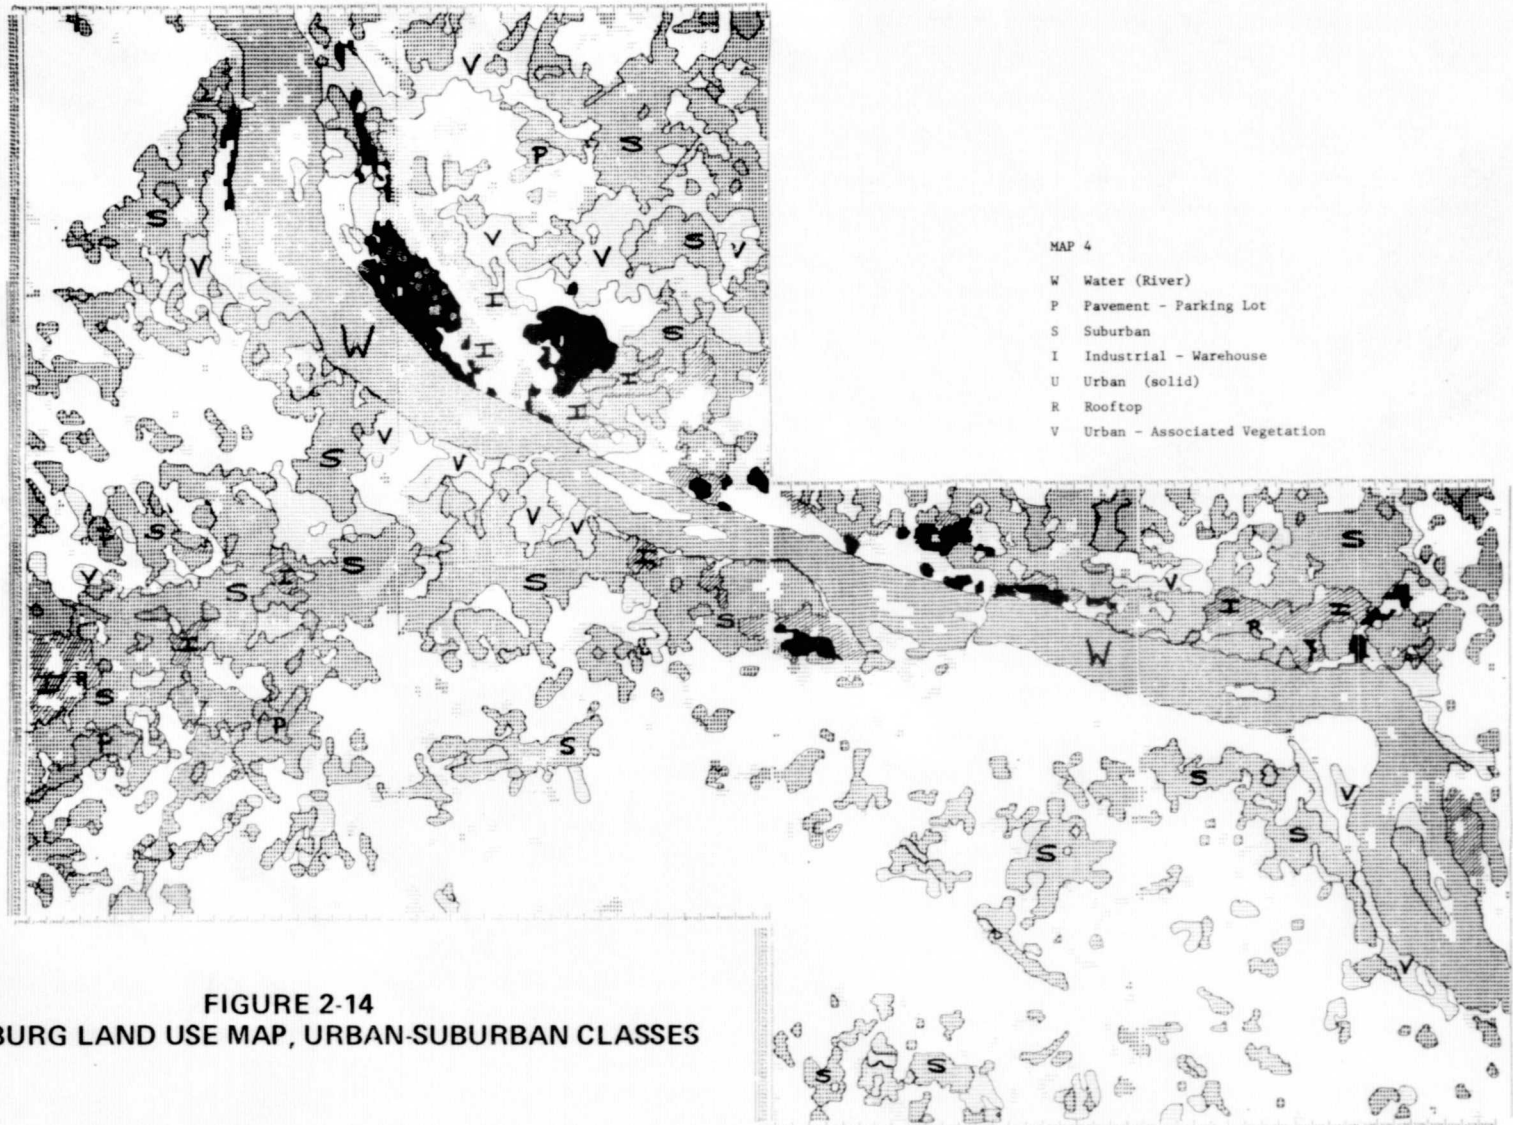 MAP 4
W Water (River)
P Pavement - Parking Lot
S Suburban
I Industrial - Warehouse
U Urban (solid)
R Rooftop
V Urban - Associated Vegetation
V
P
S
S
V
V
V
S
V
I
S
W
I
I
I
S
V
V
V
V
S
S
V
I
S
S
I
S
S
I
S
P
P
S
S
V
V
I
I
R
W
S
V
S
S
V
S
S
FIGURE 2-14
BURG LAND USE MAP, URBAN-SUBURBAN CLASSES